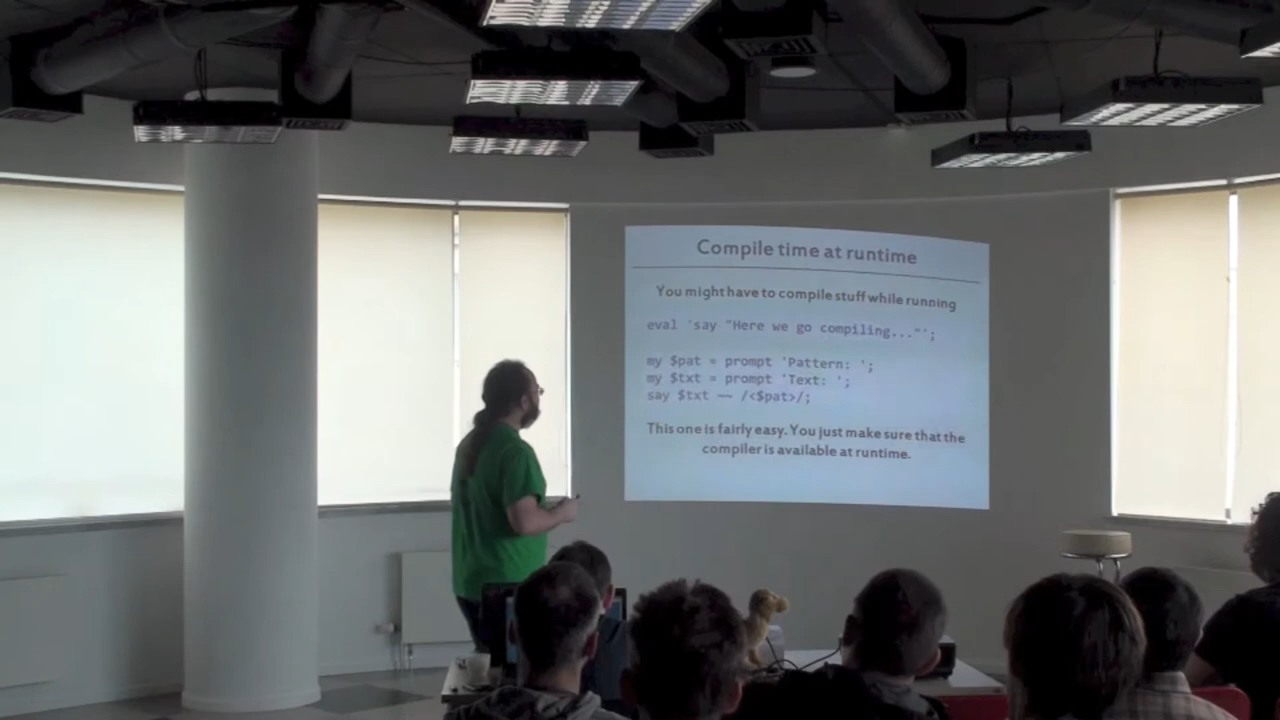 Compile time at runtime
You might have to compile stuff while running
eval 'say "Here we go compiling..."';
my $pat = prompt 'Pattern: ';
my $txt = prompt 'Text: ';
say $txt ~~ /<$pat>/;
This one is fairly easy. You just make sure that the
compiler is available at runtime.